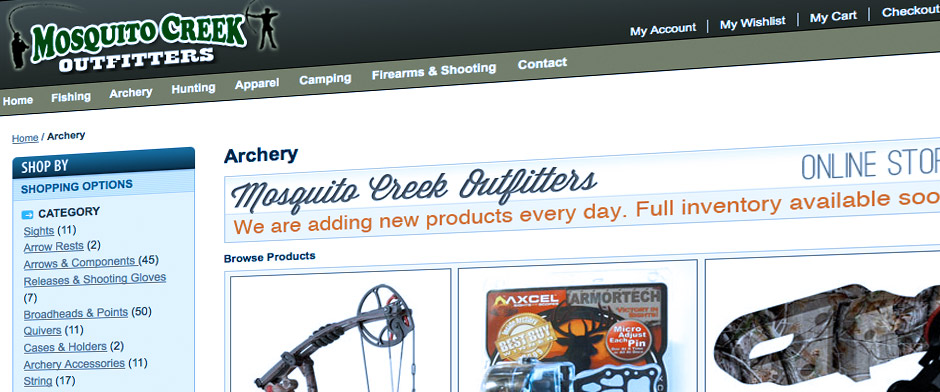 MOSQUITO CREEK
OUTFITTERS
My Account | My Wishlist | My Cart | Checkout
Home Fishing Archery Hunting Apparel Camping Firearms & Shooting Contact
Home / Archery
SHOP BY
SHOPPING OPTIONS
CATEGORY
Sights (11)
Arrow Rests (2)
Arrows & Components (45)
Releases & Shooting Gloves
(7)
Broadheads & Points (50)
Quivers (11)
Cases & Holders (2)
Archery Accessories (11)
String (17)
Archery
Mosquito Creek Outfitters ONLINE STOR
We are adding new products every day. Full inventory available soo
Browse Products
AXCEL
ARMORTECH
VICTORY IN
SIGHT!!
BEST BUY
Micro
Adjust
Each
Pin